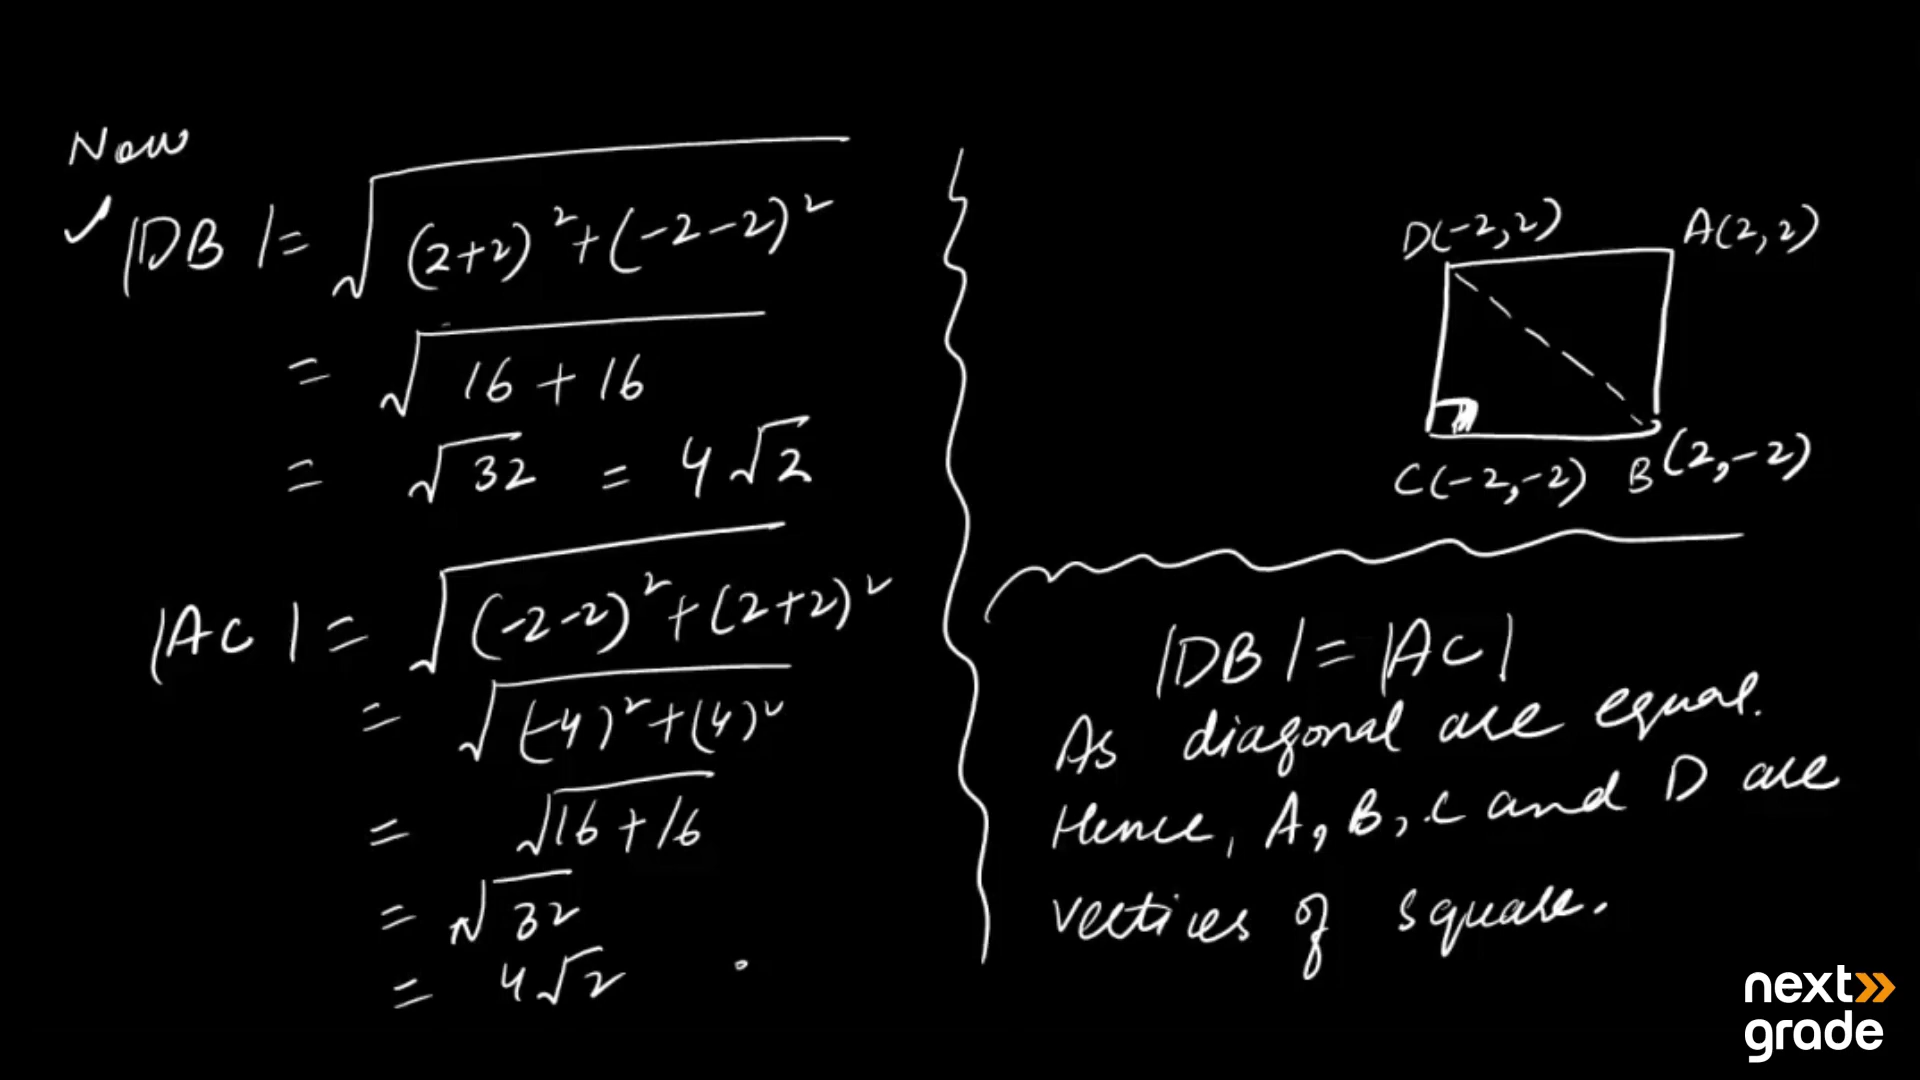 Now
✓ |DB| = √(2+2)² + (-2-2)²
= √16 + 16
= √32 = 4√2
|AC| = √(-2-2)² + (2+2)²
= √(-4)² + (4)²
= √16 + 16
= √32
= 4√2 .
D(-2,2) A(2,2)
C(-2,-2) B(2,-2)
|DB| = |AC|
As diagonal are equal.
Hence, A, B, C and D are
vertices of square.
next
grade